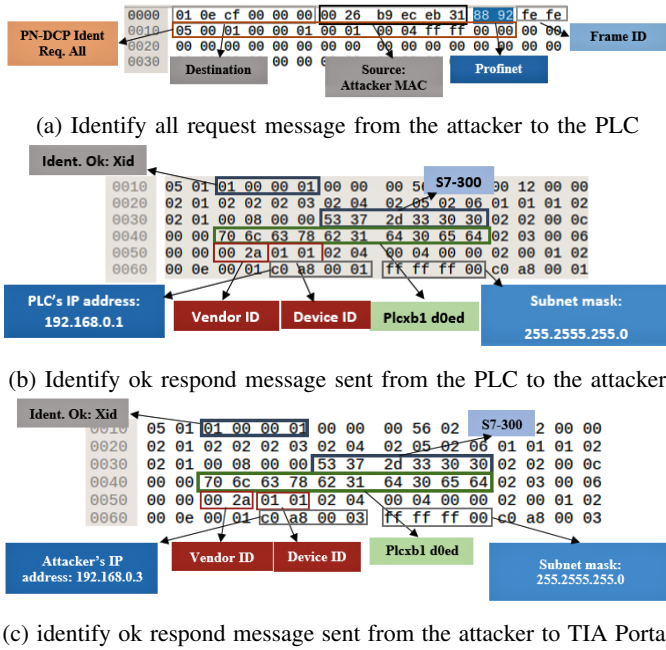 0000 01 0e cf 00 00 00 00 26 b9 ec eb 31 88 92 fe fe
PN-DCP Ident Req. All
0010 05 00 01 00 00 01 00 01 00 04 ff ff 00 00 00 00
Frame ID
0020 00 00 00 00 00 00 00 00 00 00 00 00 00 00 00 00
0030 00 00 00 00
Destination
Source: Attacker MAC
Profinet
(a) Identify all request message from the attacker to the PLC
Ident. Ok: Xid
S7-300
0010 05 01 01 00 00 01 00 00 00 56 12 00 00
0020 02 01 02 02 02 03 02 04 02 05 02 06 01 01 01 02
0030 02 01 00 08 00 00 53 37 2d 33 30 30 02 02 00 0c
0040 00 00 70 6c 63 78 62 31 64 30 65 64 02 03 00 06
0050 00 00 00 2a 01 01 02 04 00 04 00 00 02 01 02
0060 00 0e 00 01 c0 a8 00 01 ff ff ff 00 c0 a8 00 01
PLC's IP address: 192.168.0.1
Vendor ID
Device ID
Plcxb1 d0ed
Subnet mask: 255.2555.255.0
(b) Identify ok respond message sent from the PLC to the attacker
Ident. Ok: Xid
S7-300
0010 05 01 01 00 00 01 00 00 00 56 02 2 00 00
0020 02 01 02 02 02 03 02 04 02 05 02 06 01 01 01 02
0030 02 01 00 08 00 00 53 37 2d 33 30 30 02 02 00 0c
0040 00 00 70 6c 63 78 62 31 64 30 65 64 02 03 00 06
0050 00 00 00 2a 01 01 02 04 00 04 00 00 02 01 02
0060 00 0e 00 01 c0 a8 00 03 ff ff ff 00 c0 a8 00 03
Attacker's IP address: 192.168.0.3
Vendor ID
Device ID
Plcxb1 d0ed
Subnet mask: 255.2555.255.0
(c) identify ok respond message sent from the attacker to TIA Porta